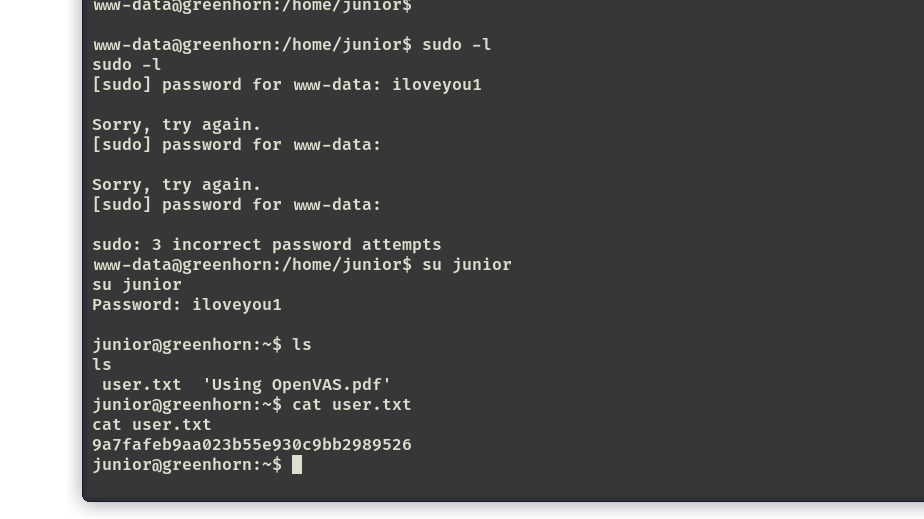 www-data@greenhorn:/home/junior$
www-data@greenhorn:/home/junior$ sudo -l
sudo -l
[sudo] password for www-data: iloveyou1
Sorry, try again.
[sudo] password for www-data:
Sorry, try again.
[sudo] password for www-data:
sudo: 3 incorrect password attempts
www-data@greenhorn:/home/junior$ su junior
su junior
Password: iloveyou1
junior@greenhorn:~$ ls
ls
user.txt  'Using OpenVAS.pdf'
junior@greenhorn:~$ cat user.txt
cat user.txt
9a7fafeb9aa023b55e930c9bb2989526
junior@greenhorn:~$